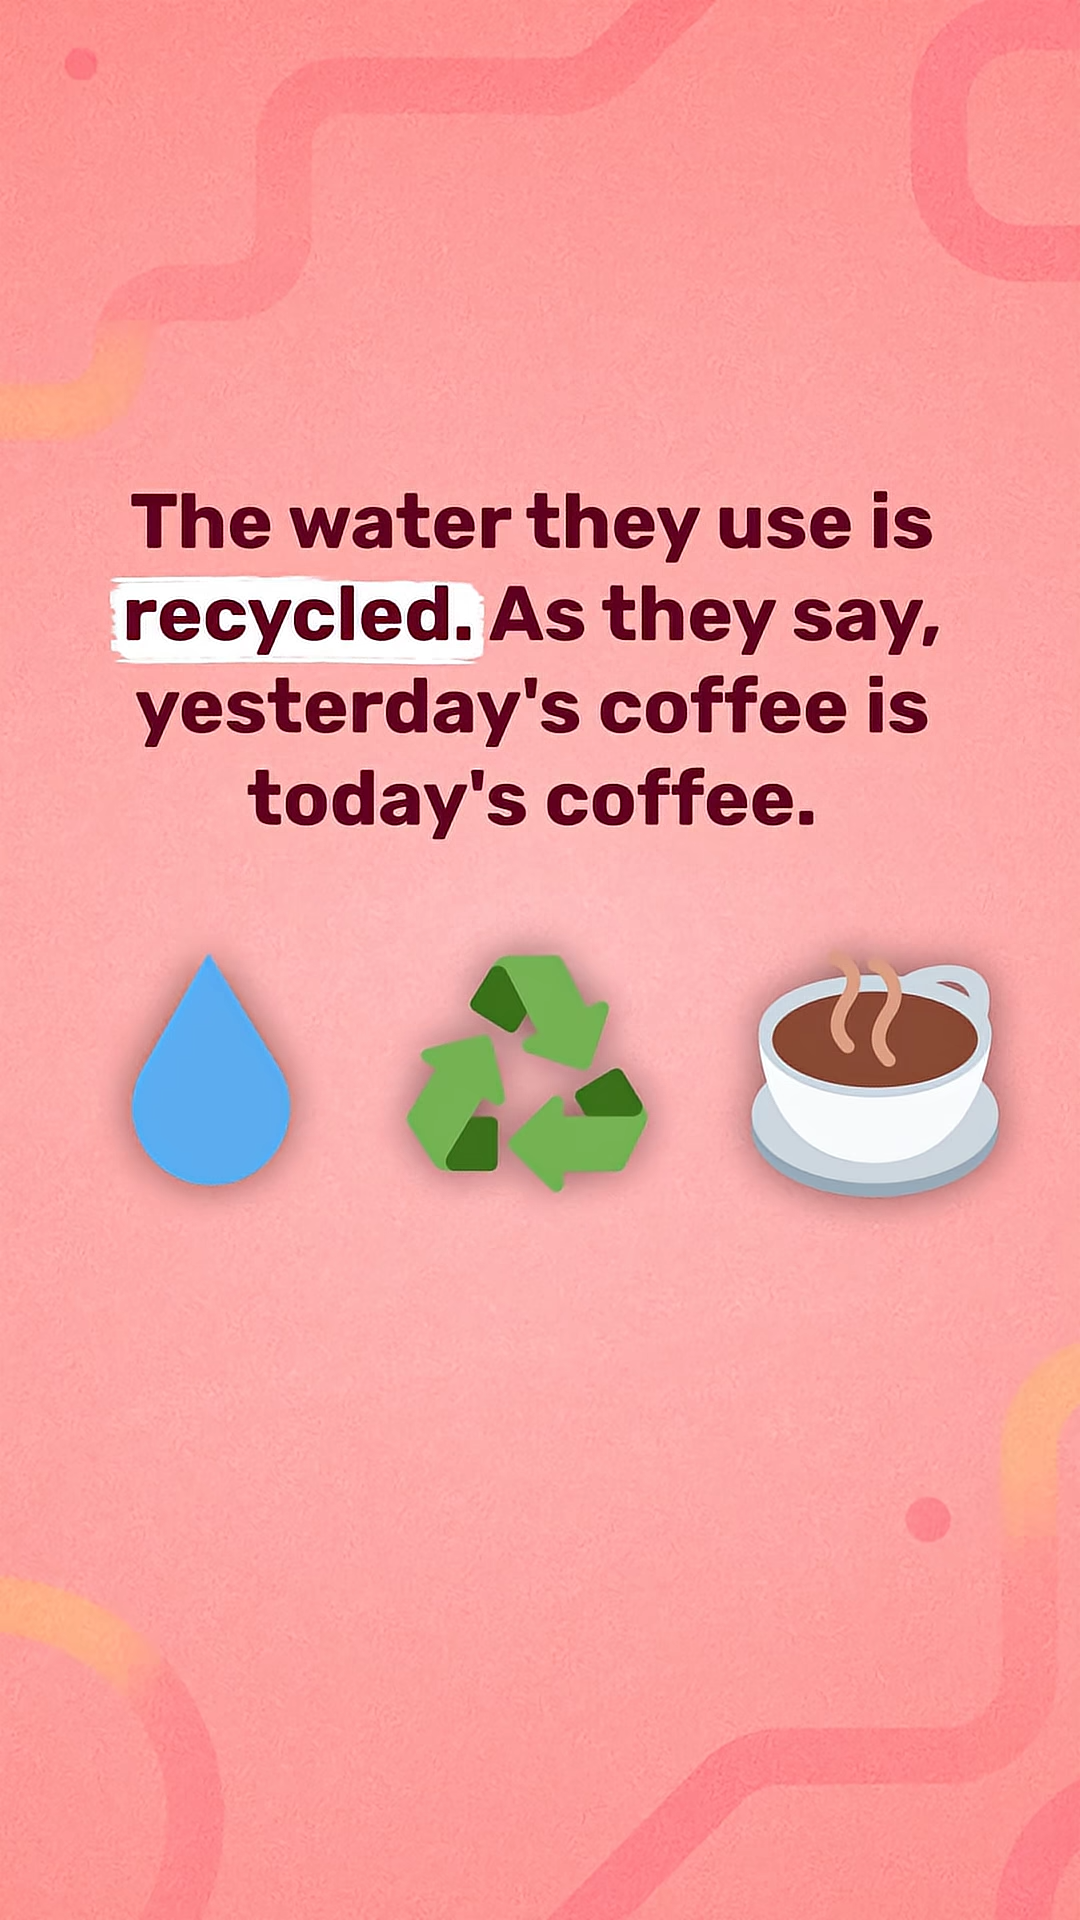 The water they use is
recycled. As they say,
yesterday's coffee is
today's coffee.